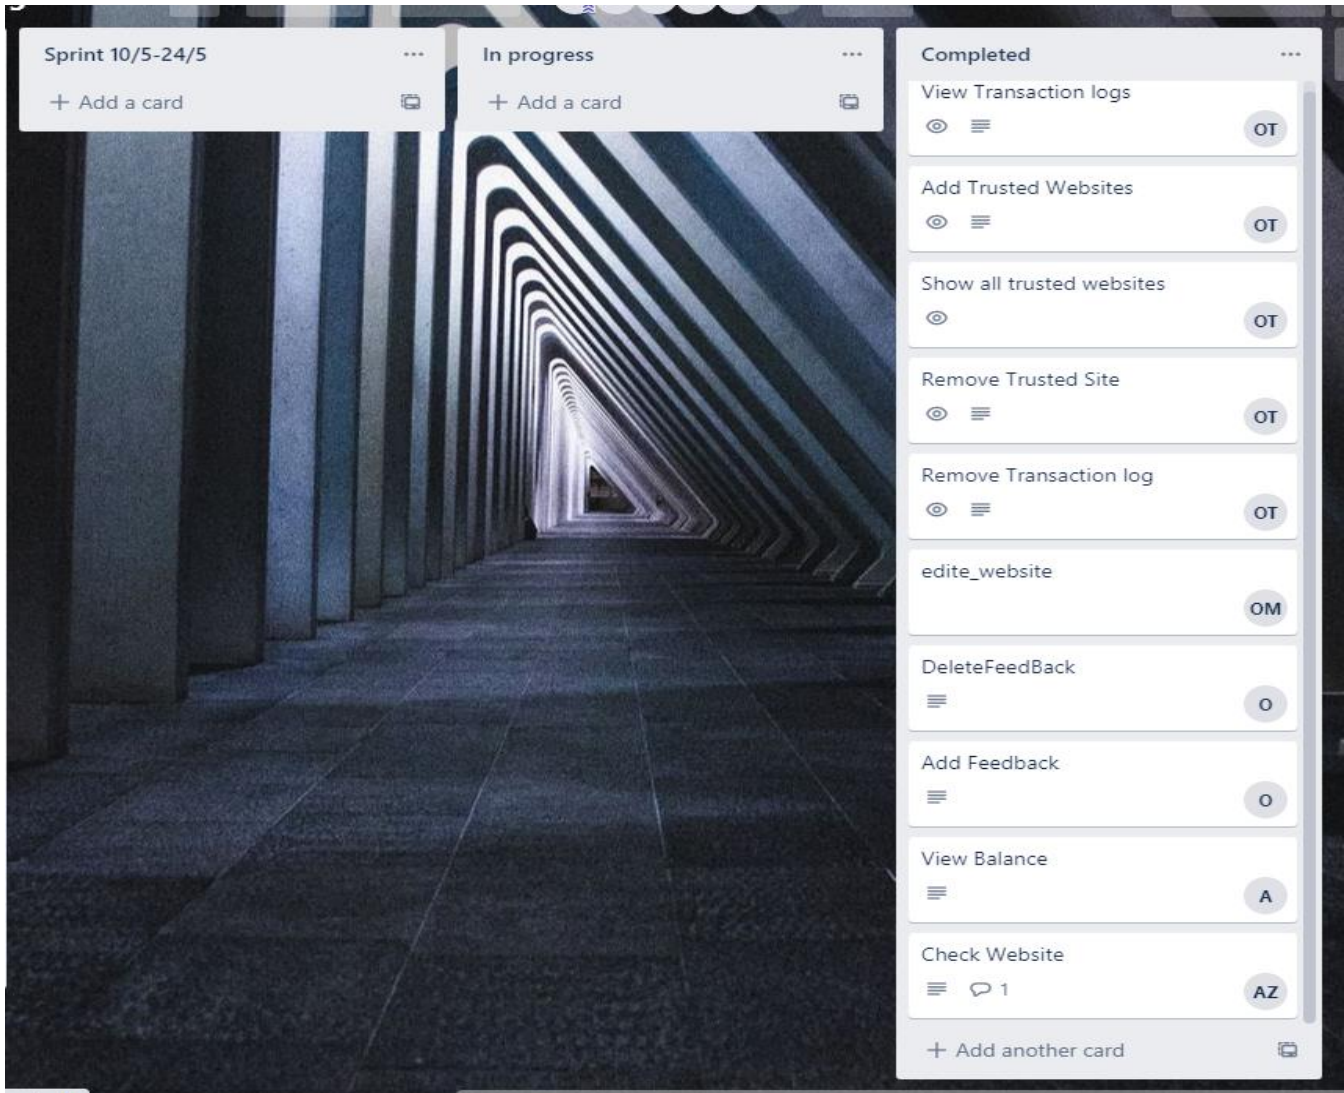 Sprint 10/5-24/5
Add a card
In progress
Add a card
Completed
View Transaction logs
OT
Add Trusted Websites
OT
Show all trusted websites
OT
Remove Trusted Site
OT
Remove Transaction log
OT
edite_website
OM
DeleteFeedBack
O
Add Feedback
O
View Balance
A
Check Website
1
AZ
Add another card